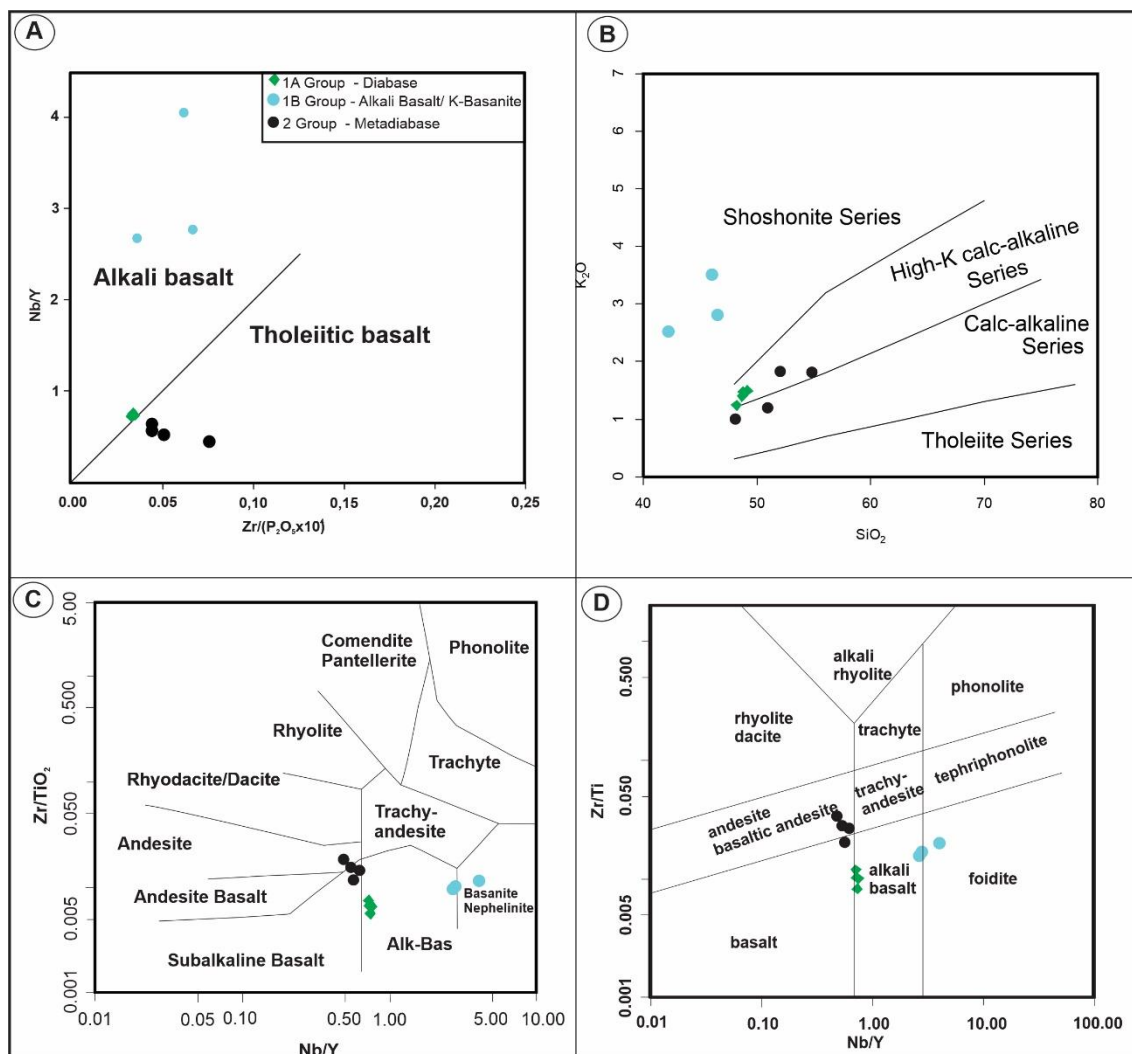 A
1A Group - Diabase
1B Group - Alkali Basalt/ K-Basanite
2 Group - Metadiabase
4
3
2
1
Nb/Y
Alkali basalt
Tholeiitic basalt
0.00
0.05
0,10
0,15
0,20
0,25
Zr/(P₂O₅x10⁴)
B
7
6
5
4
3
2
1
0
K₂O
Shoshonite Series
High-K calc-alkaline
Series
Calc-alkaline
Series
Tholeiite Series
40
50
60
70
80
SiO₂
C
5.00
0.500
0.050
0.005
0.001
Zr/TiO₂
Comendite
Pantellerite
Phonolite
Rhyolite
Trachyte
Rhyodacite/Dacite
Trachy-
andesite
Andesite
Andesite Basalt
Basanite
Nephelinite
Alk-Bas
Subalkaline Basalt
0.01
0.10
0.50
1.00
5.00
10.00
Nb/Y
D
0.500
0.050
0.005
0.001
Zr/Ti
alkali
rhyolite
phonolite
rhyolite
dacite
trachyte
tephriphonolite
trachy-
andesite
andesite
basaltic andesite
alkali
basalt
foidite
basalt
0.01
0.10
1.00
10.00
100.00
Nb/Y